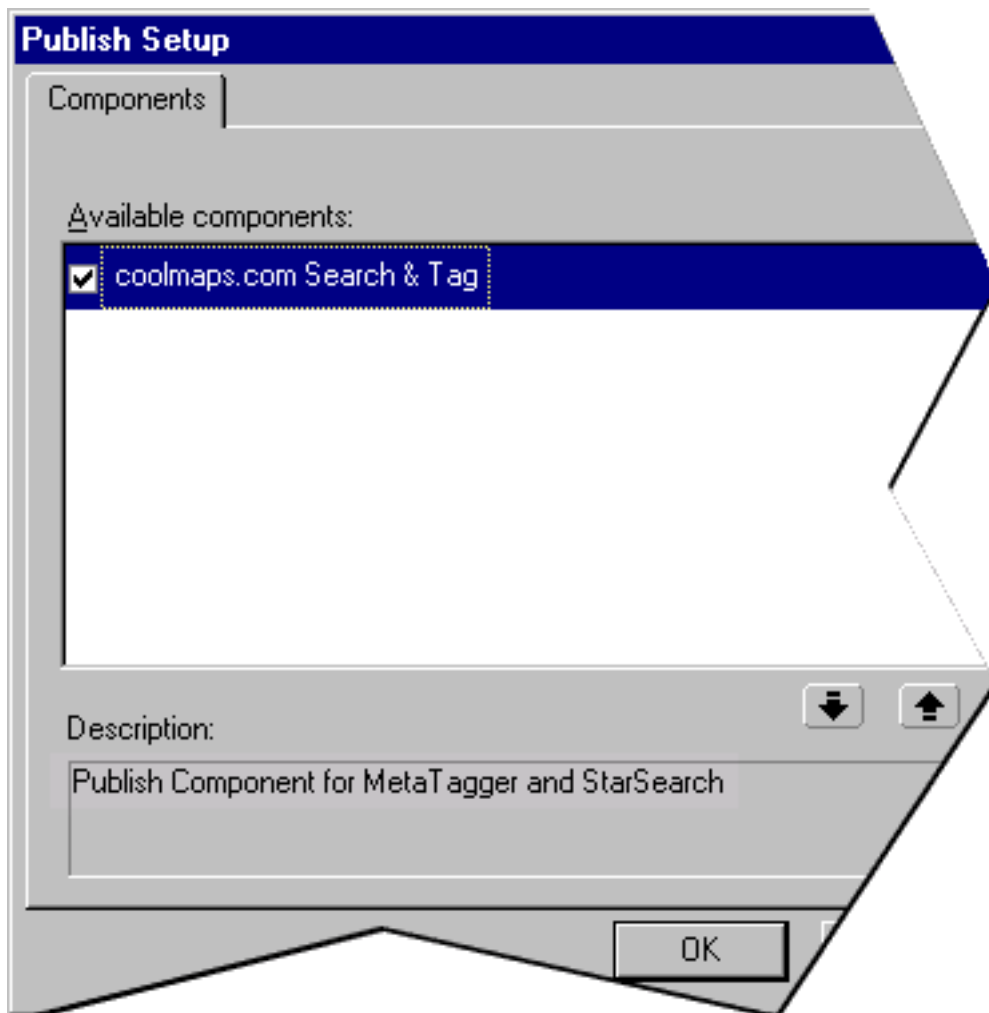 Publish Setup
Components
Available components:
coolmaps.com Search & Tag
Description:
Publish Component for MetaTagger and StarSearch
OK